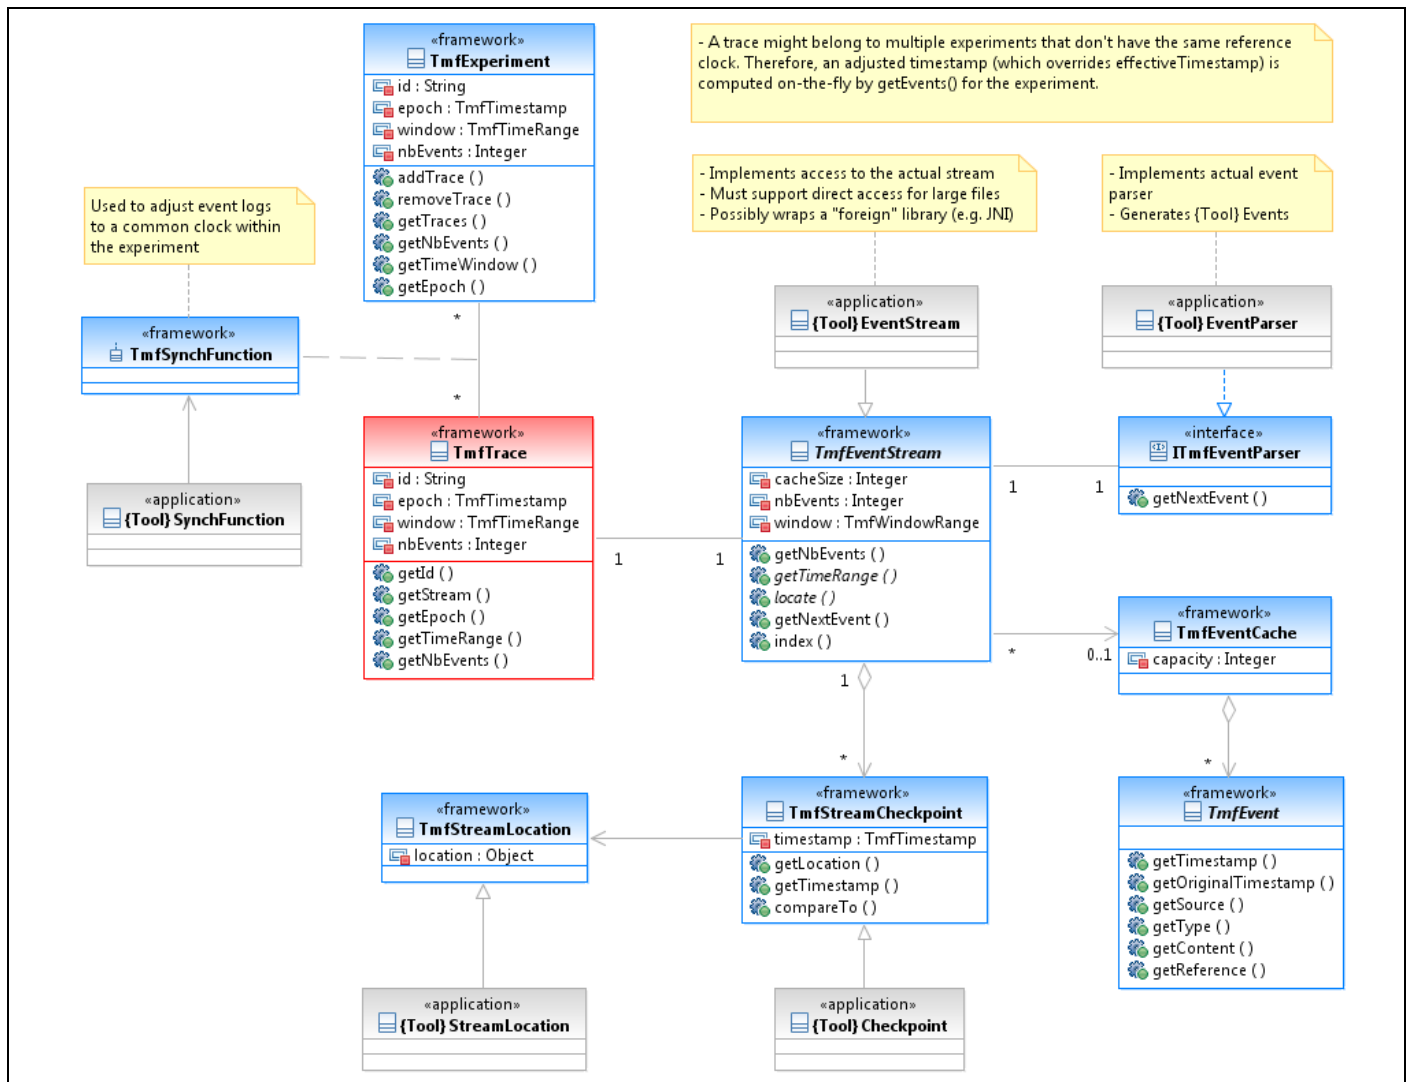 «framework»
TmfExperiment
id : String
epoch : TmfTimestamp
window : TmfTimeRange
nbEvents : Integer
addTrace ( )
removeTrace ( )
getTraces ( )
getNbEvents ( )
getTimeWindow ( )
getEpoch ( )
- A trace might belong to multiple experiments that don't have the same reference
clock. Therefore, an adjusted timestamp (which overrides effectiveTimestamp) is
computed on-the-fly by getEvents() for the experiment.
- Implements access to the actual stream
- Must support direct access for large files
- Possibly wraps a "foreign" library (e.g. JNI)
- Implements actual event
parser
- Generates {Tool} Events
Used to adjust event logs
to a common clock within
the experiment
«framework»
TmfSynchFunction
*
*
«application»
{Tool} EventStream
«application»
{Tool} EventParser
«application»
{Tool} SynchFunction
«framework»
TmfTrace
id : String
epoch : TmfTimestamp
window : TmfTimeRange
nbEvents : Integer
getId ( )
getStream ( )
getEpoch ( )
getTimeRange ( )
getNbEvents ( )
1
1
«framework»
TmfEventStream
cacheSize : Integer
nbEvents : Integer
window : TmfWindowRange
getNbEvents ( )
getTimeRange ( )
locate ( )
getNextEvent ( )
index ( )
1
1
«interface»
ITmfEventParser
getNextEvent ( )
*
0..1
«framework»
TmfEventCache
capacity : Integer
1
*
*
«framework»
TmfStreamLocation
location : Object
«framework»
TmfStreamCheckpoint
timestamp : TmfTimestamp
getLocation ( )
getTimestamp ( )
compareTo ( )
«framework»
TmfEvent
getTimestamp ( )
getOriginalTimestamp ( )
getSource ( )
getType ( )
getContent ( )
getReference ( )
«application»
{Tool} StreamLocation
«application»
{Tool} Checkpoint